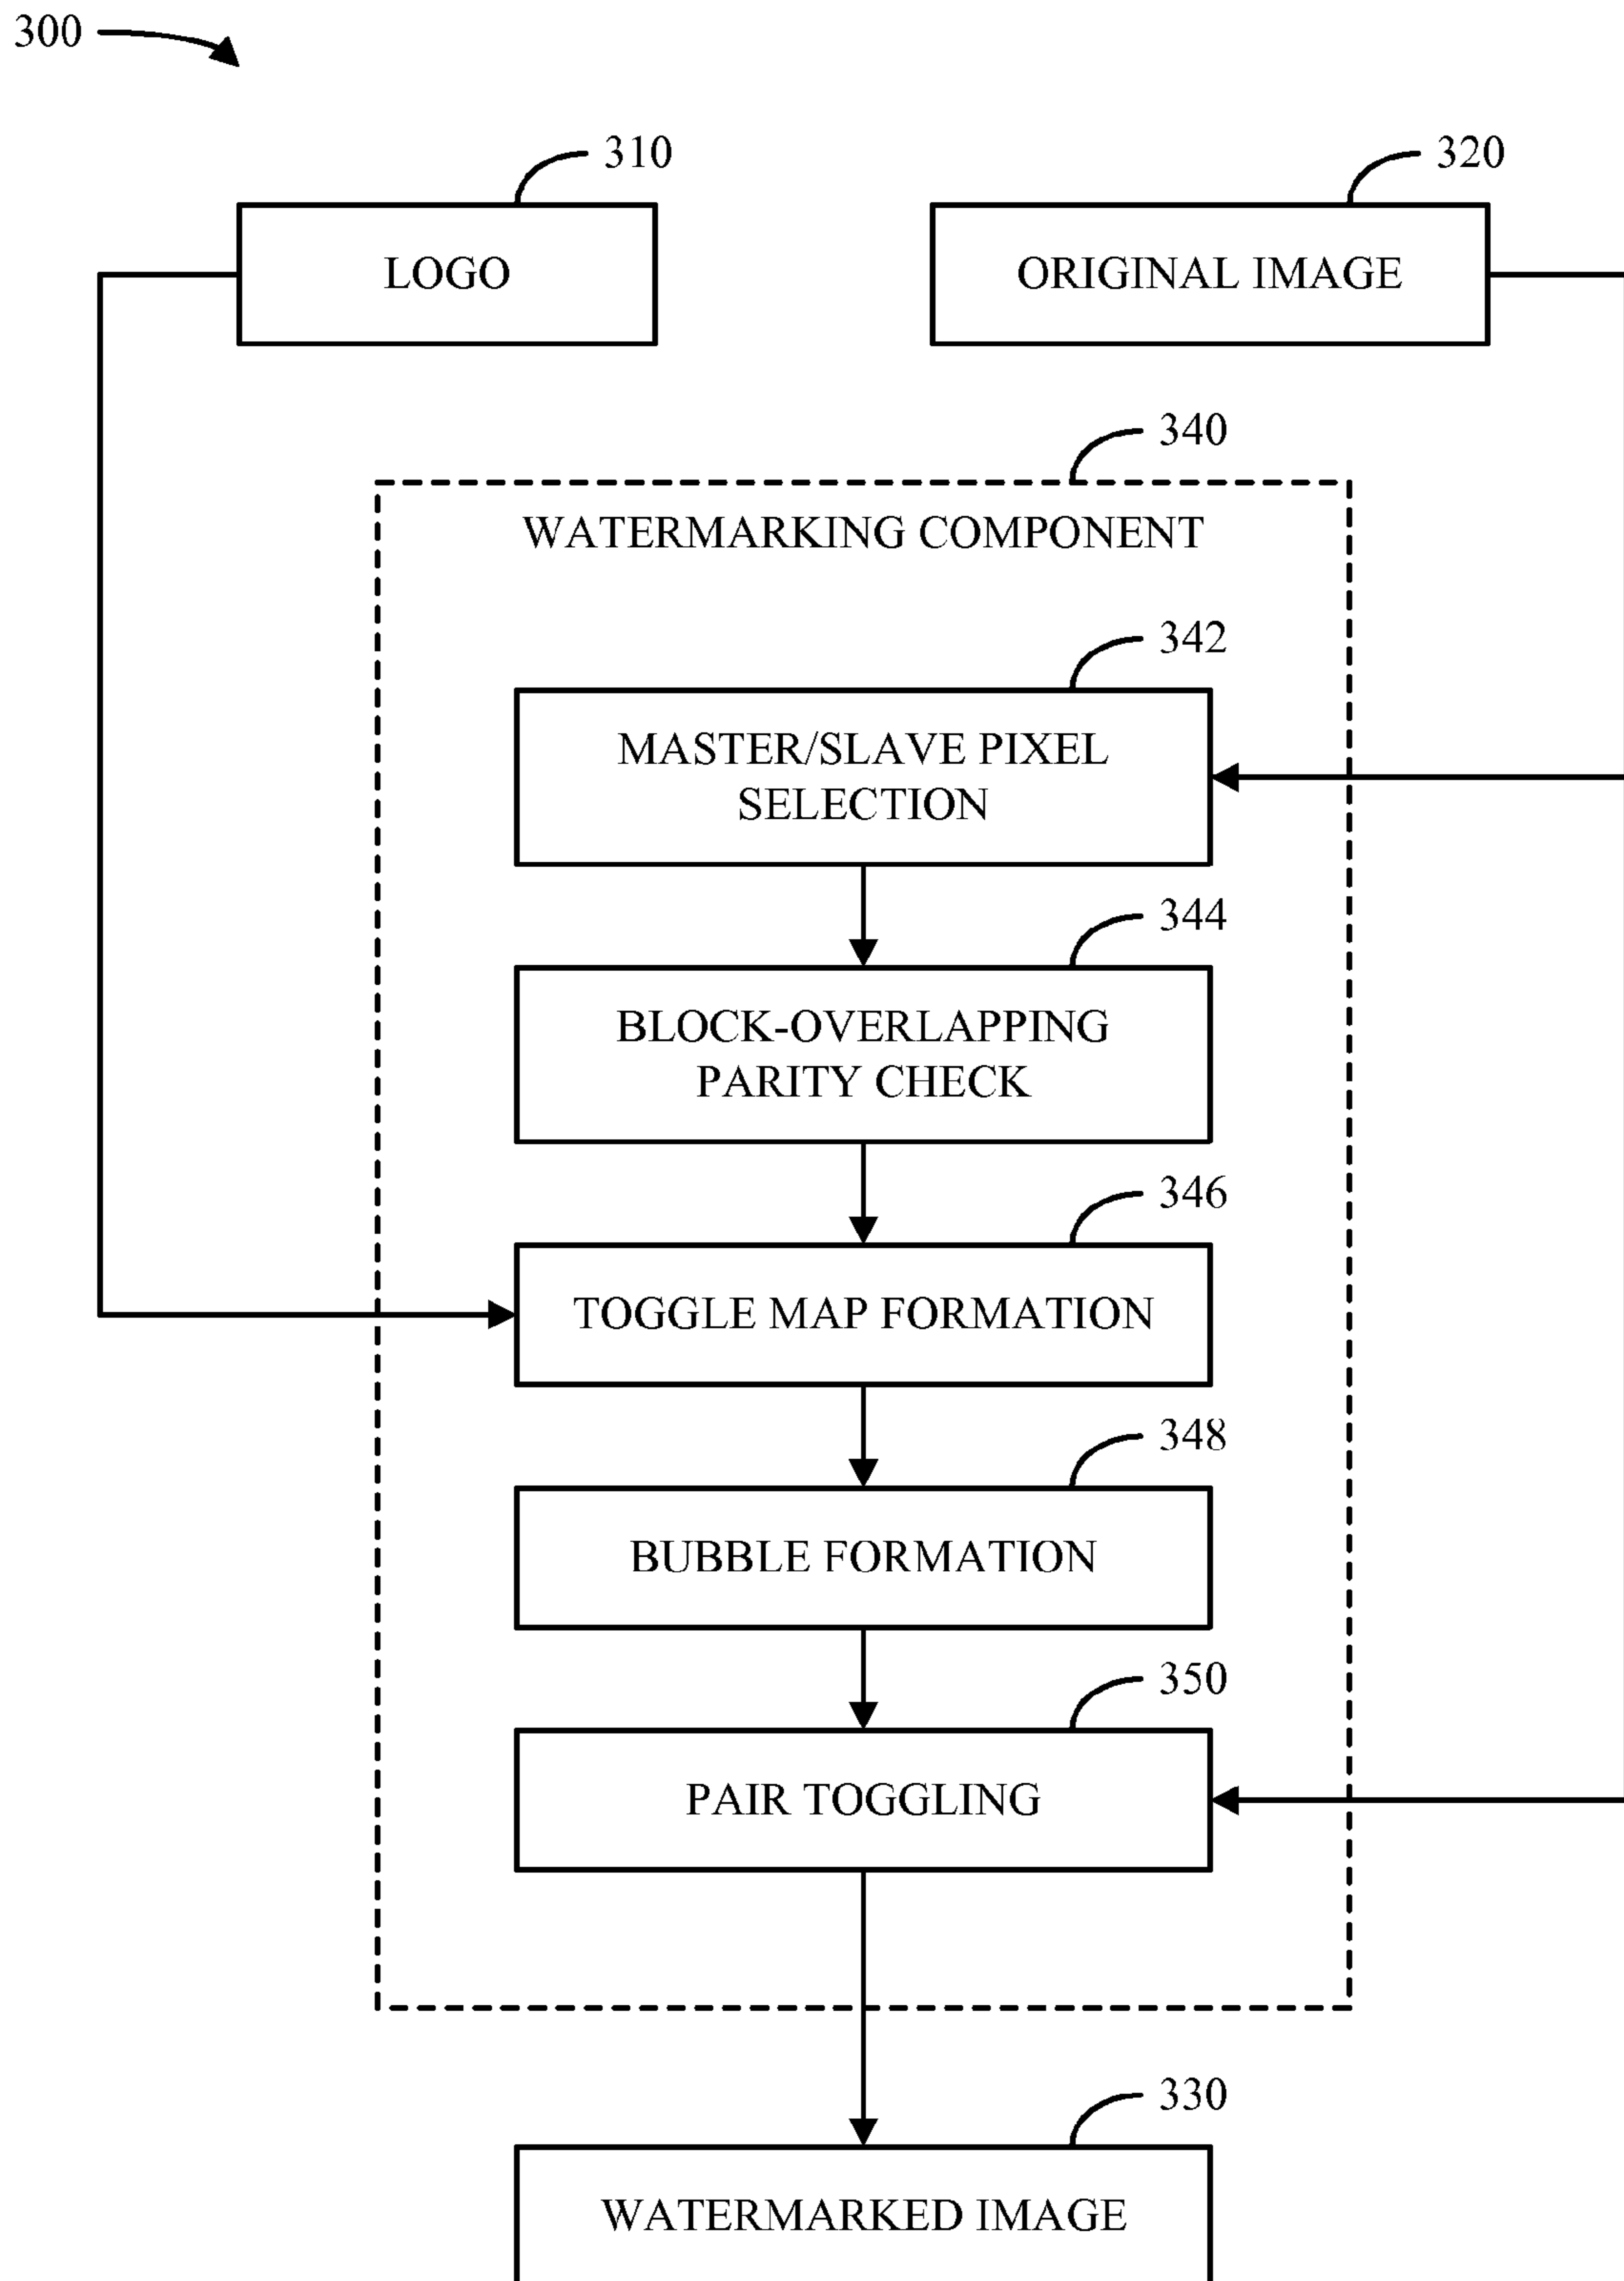 300
310
320
LOGO
ORIGINAL IMAGE
340
WATERMARKING COMPONENT
342
MASTER/SLAVE PIXEL
SELECTION
344
BLOCK-OVERLAPPING
PARITY CHECK
346
TOGGLE MAP FORMATION
348
BUBBLE FORMATION
350
PAIR TOGGLING
330
WATERMARKED IMAGE